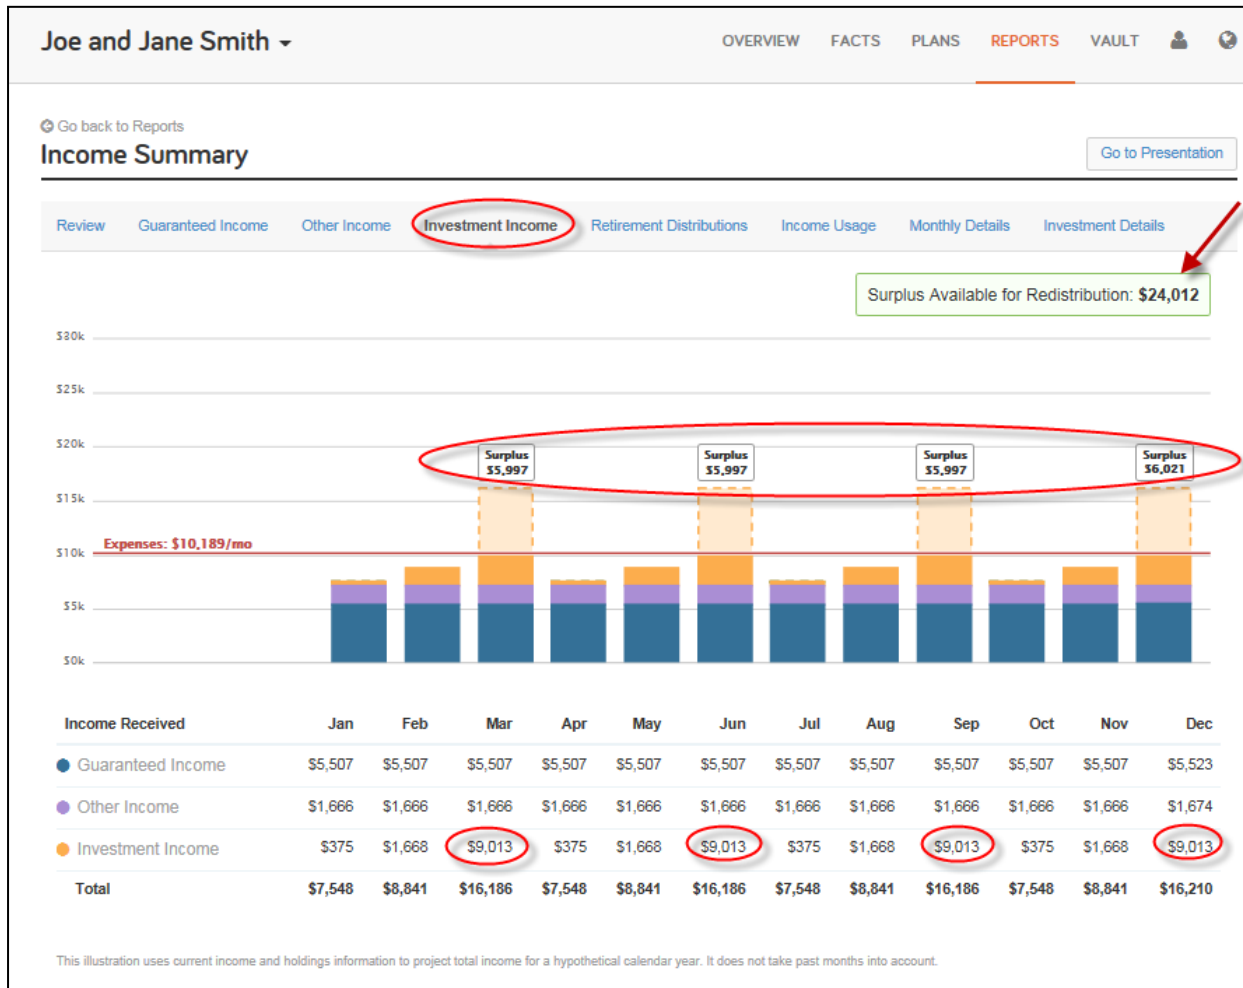 Joe and Jane Smith OVERVIEW FACTS PLANS REPORTS VAULT
Go back to Reports
Income Summary Go to Presentation
Review Guaranteed Income Other Income Investment Income Retirement Distributions Income Usage Monthly Details Investment Details
Surplus Available for Redistribution: $24,012
$30k
$25k
$20k
Surplus Surplus Surplus Surplus
$5,997 $5,997 $5,997 $6,021
$15k
Expenses: $10,189/mo
$10k
$5k
$0k
Income Received Jan Feb Mar Apr May Jun Jul Aug Sep Oct Nov Dec
Guaranteed Income $5,507 $5,507 $5,507 $5,507 $5,507 $5,507 $5,507 $5,507 $5,507 $5,507 $5,507 $5,523
Other Income $1,666 $1,666 $1,666 $1,666 $1,666 $1,666 $1,666 $1,666 $1,666 $1,666 $1,666 $1,674
Investment Income $375 $1,668 $9,013 $375 $1,668 $9,013 $375 $1,668 $9,013 $375 $1,668 $9,013
Total $7,548 $8,841 $16,186 $7,548 $8,841 $16,186 $7,548 $8,841 $16,186 $7,548 $8,841 $16,210
This illustration uses current income and holdings information to project total income for a hypothetical calendar year. It does not take past months into account.